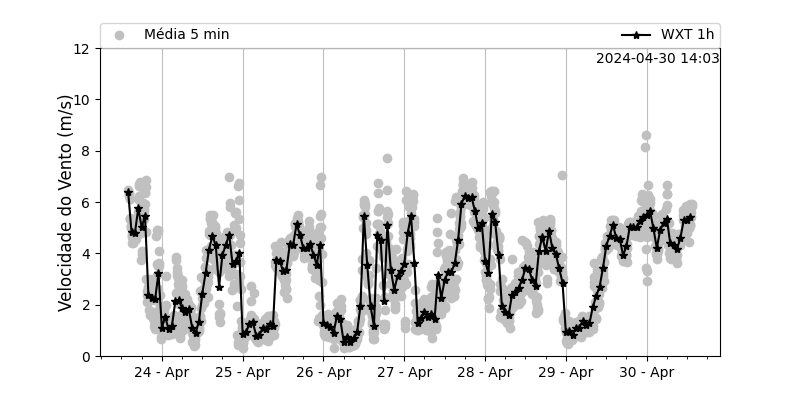 Média 5 min
WXT 1h
2024-04-30 14:03
Velocidade do Vento (m/s)
12
10
8
6
4
2
0
24 - Apr
25 - Apr
26 - Apr
27 - Apr
28 - Apr
29 - Apr
30 - Apr